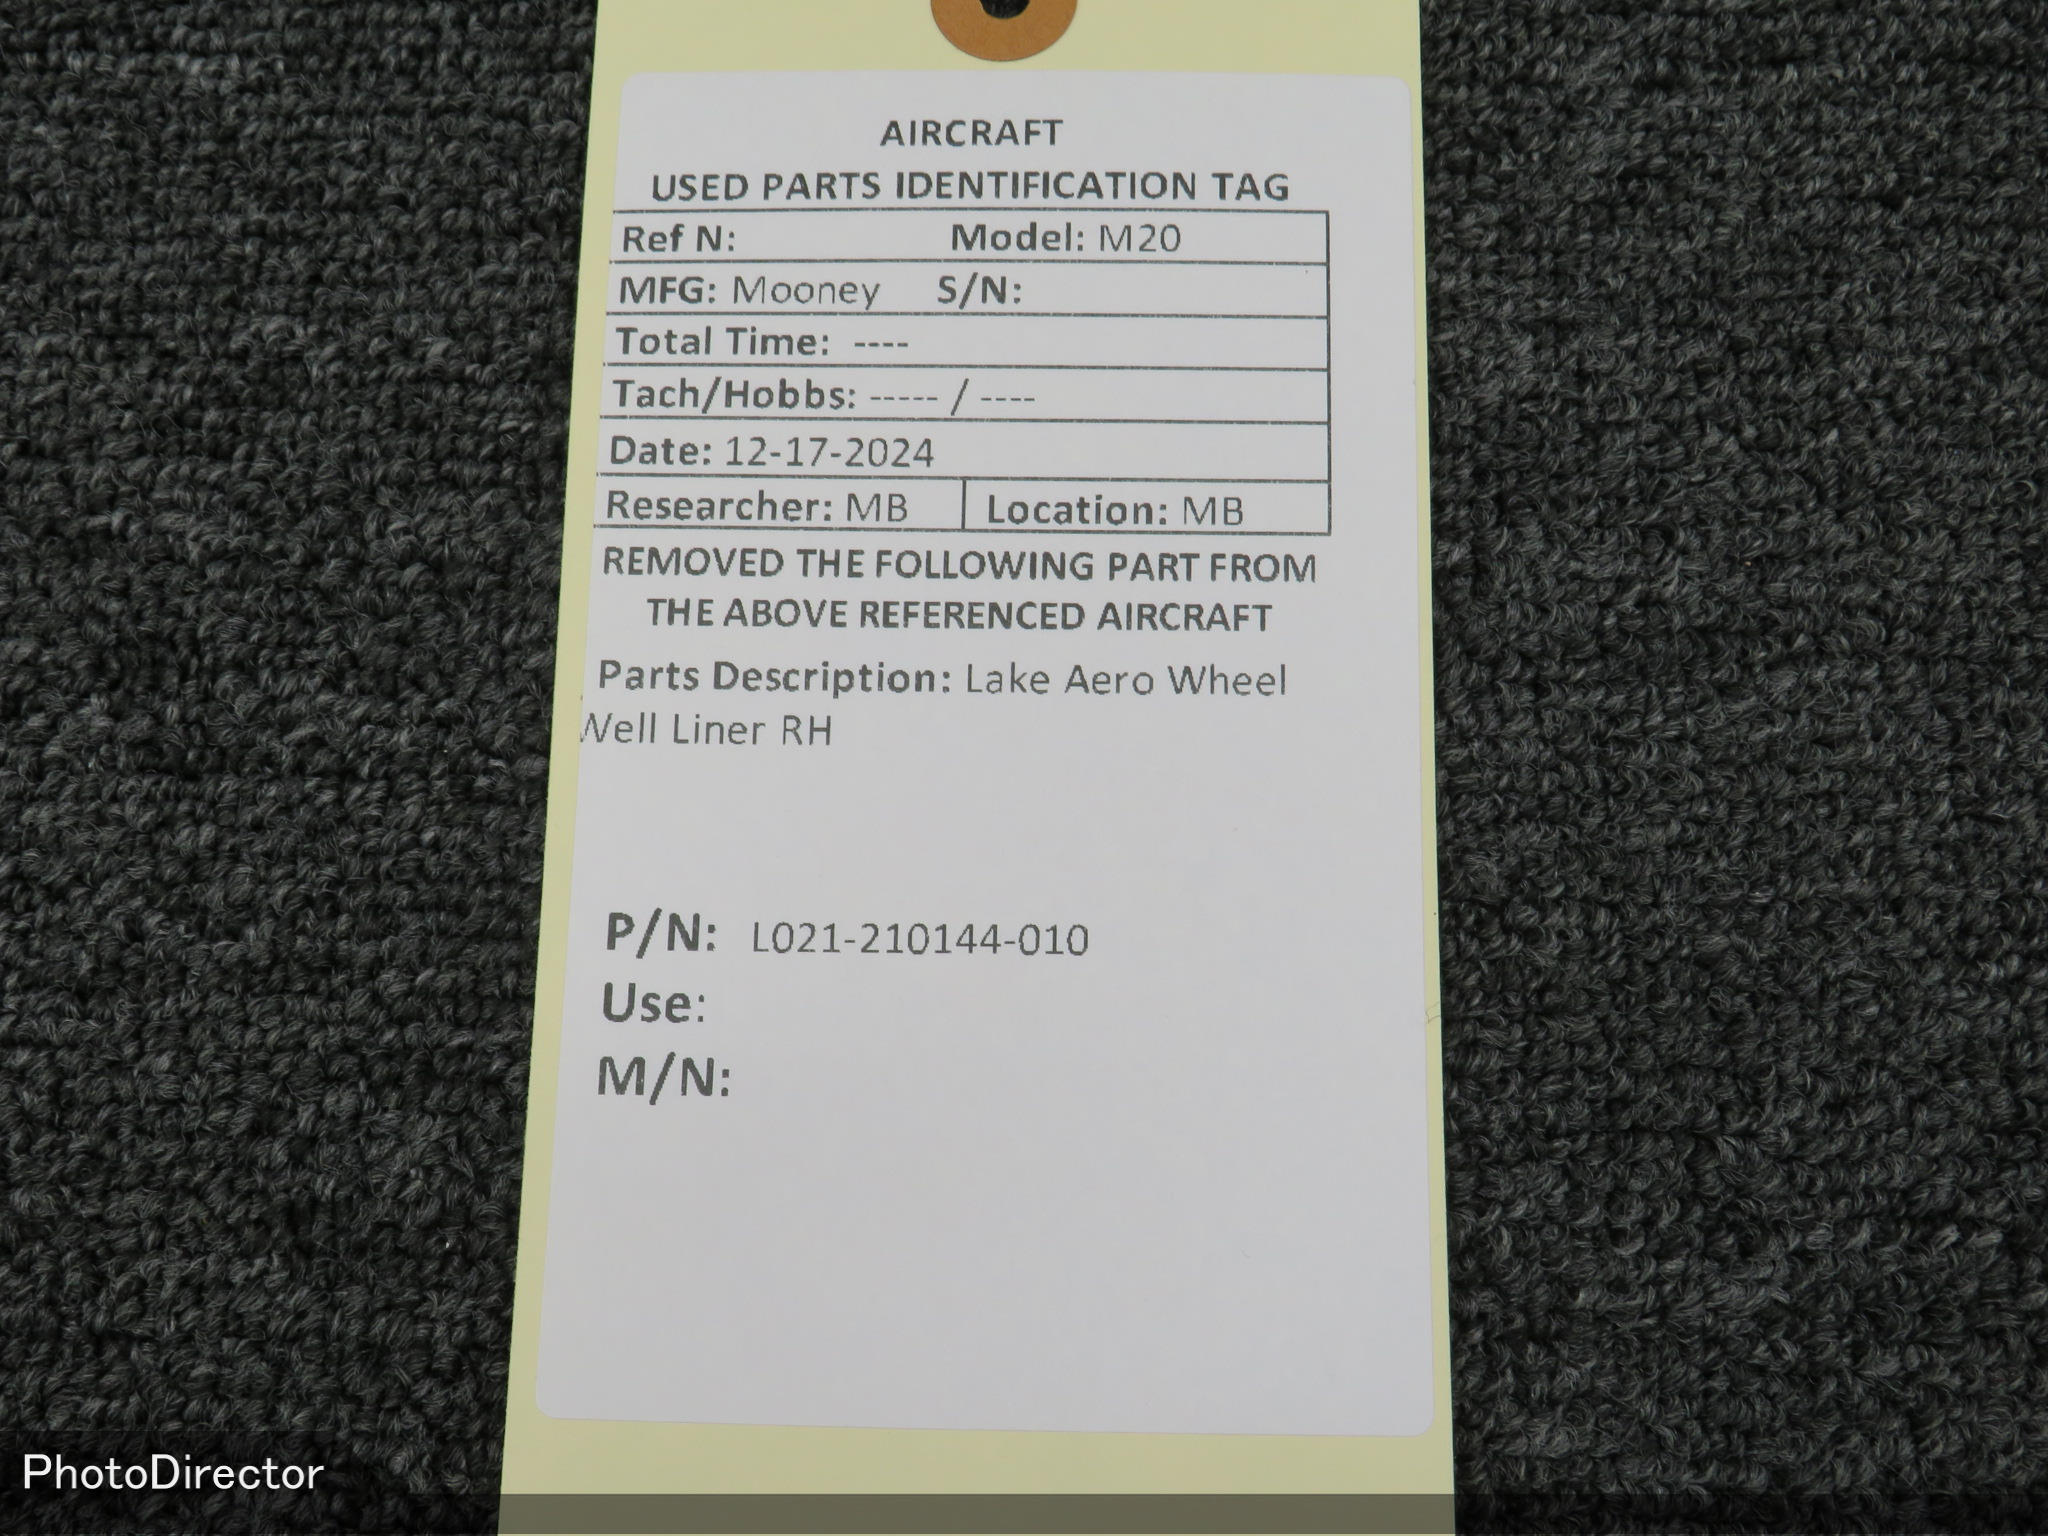 AIRCRAFT
USED PARTS IDENTIFICATION TAG
Ref N: Model: M20
MFG: Mooney S/N:
Total Time: ----
Tach/Hobbs: ----- / ----
Date: 12-17-2024
Researcher: MB Location: MB
REMOVED THE FOLLOWING PART FROM
THE ABOVE REFERENCED AIRCRAFT
Parts Description: Lake Aero Wheel
Well Liner RH
P/N: L021-210144-010
Use:
M/N:
PhotoDirector